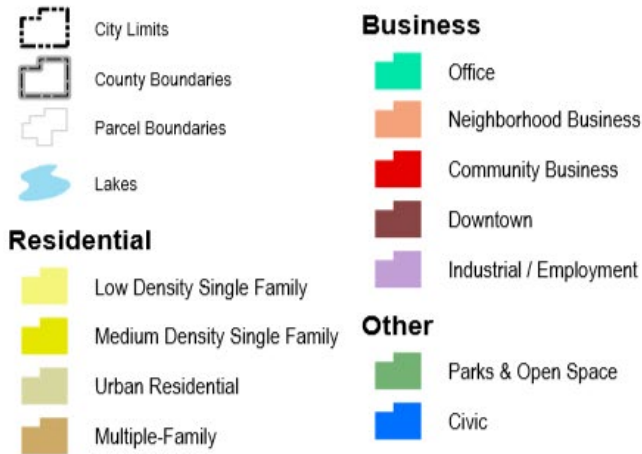 City Limits
County Boundaries
Parcel Boundaries
Lakes
Residential
Low Density Single Family
Medium Density Single Family
Urban Residential
Multiple-Family
Business
Office
Neighborhood Business
Community Business
Downtown
Industrial / Employment
Other
Parks & Open Space
Civic